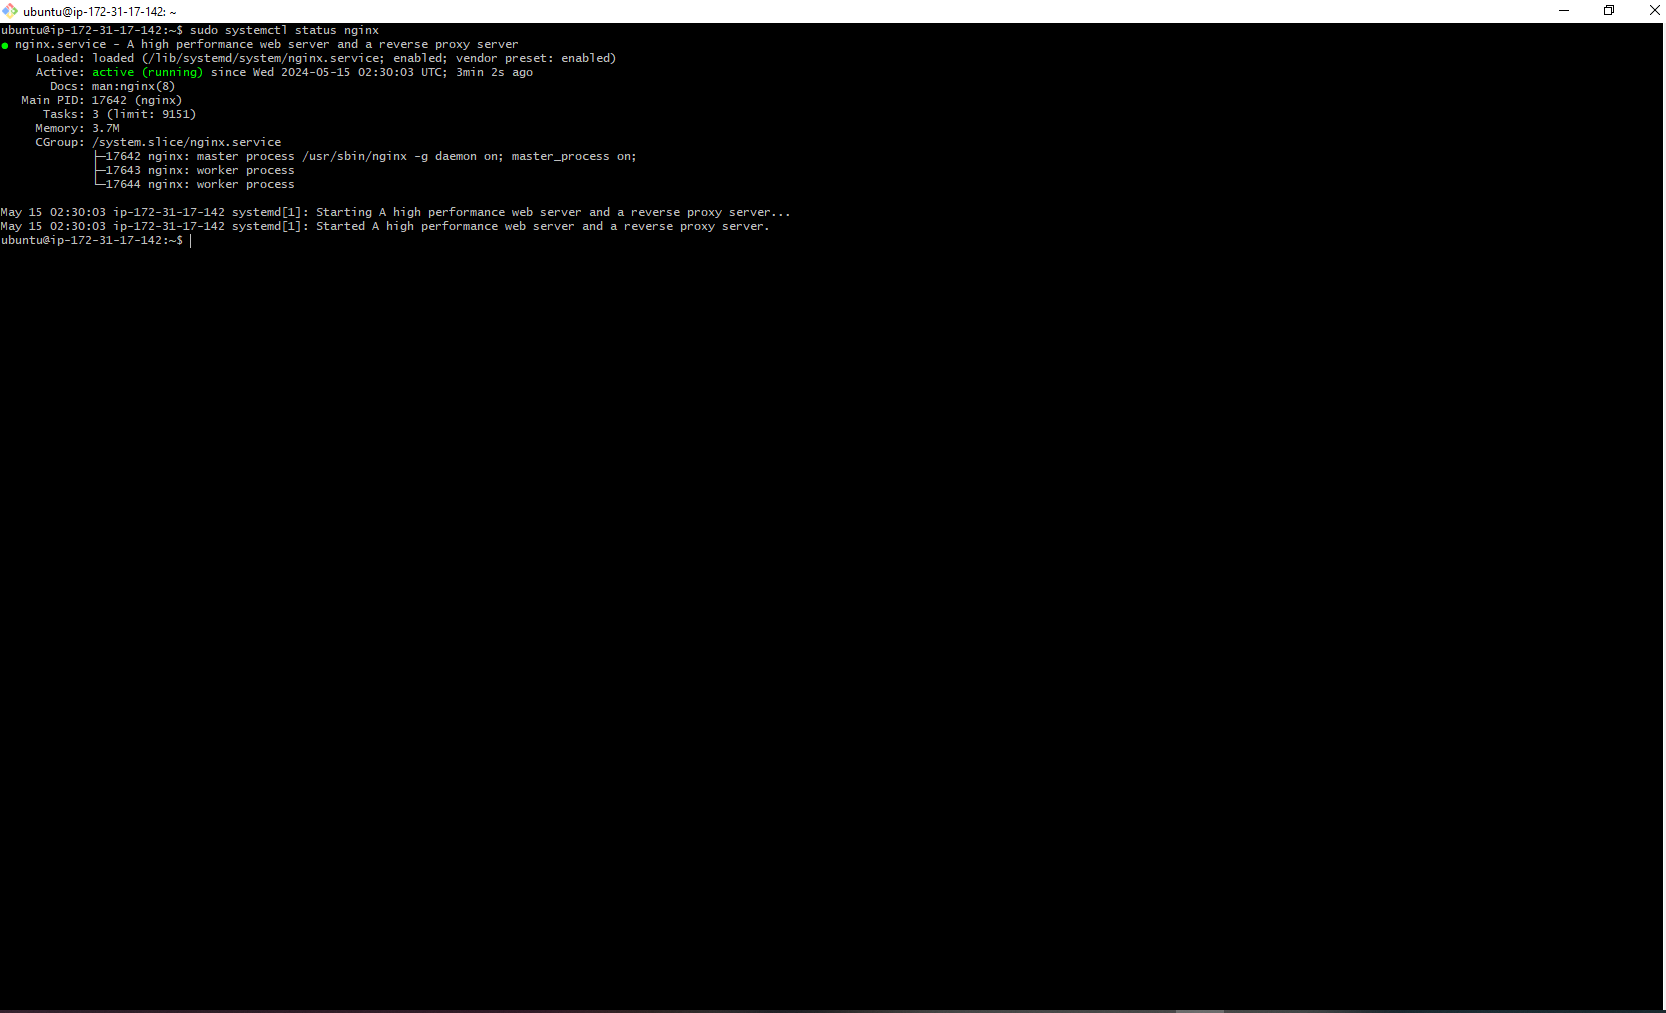 ubuntu@ip-172-31-17-142: ~
ubuntu@ip-172-31-17-142:~$ sudo systemctl status nginx
● nginx.service - A high performance web server and a reverse proxy server
     Loaded: loaded (/lib/systemd/system/nginx.service; enabled; vendor preset: enabled)
     Active: active (running) since Wed 2024-05-15 02:30:03 UTC; 3min 2s ago
       Docs: man:nginx(8)
   Main PID: 17642 (nginx)
      Tasks: 3 (limit: 9151)
     Memory: 3.7M
     CGroup: /system.slice/nginx.service
             ├─17642 nginx: master process /usr/sbin/nginx -g daemon on; master_process on;
             ├─17643 nginx: worker process
             └─17644 nginx: worker process
May 15 02:30:03 ip-172-31-17-142 systemd[1]: Starting A high performance web server and a reverse proxy server...
May 15 02:30:03 ip-172-31-17-142 systemd[1]: Started A high performance web server and a reverse proxy server.
ubuntu@ip-172-31-17-142:~$